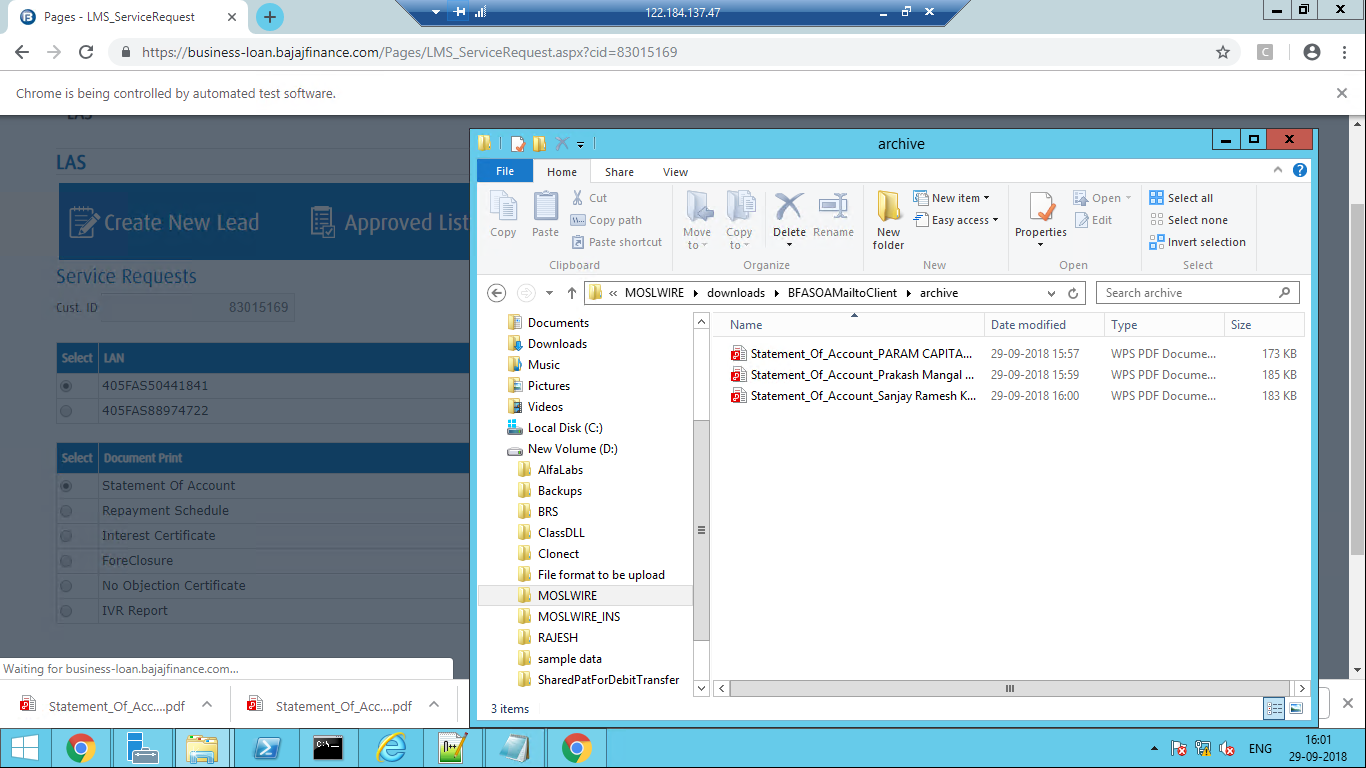 Pages - LMS_ServiceRequest
122.184.137.47
https://business-loan.bajajfinance.com/Pages/LMS_ServiceRequest.aspx?cid=83015169
Chrome is being controlled by automated test software.
LAS
LAS
Create New Lead
Approved List
Service Requests
Cust. ID
83015169
Select LAN
405FAS50441841
405FAS88974722
Select Document Print
Statement Of Account
Repayment Schedule
Interest Certificate
ForeClosure
No Objection Certificate
IVR Report
Waiting for business-loan.bajajfinance.com...
Statement_Of_Acc....pdf
Statement_Of_Acc....pdf
archive
File Home Share View
Copy
Paste
Cut
Copy path
Paste shortcut
Clipboard
Move to
Copy to
Delete
Rename
Organize
New folder
New item
Easy access
New
Properties
Open
Edit
Open
Select all
Select none
Invert selection
Select
« MOSLWIRE downloads BFASOAMailtoClient archive
Search archive
Documents
Downloads
Music
Pictures
Videos
Local Disk (C:)
New Volume (D:)
AlfaLabs
Backups
BRS
ClassDLL
Clonect
File format to be upload
MOSLWIRE
MOSLWIRE_INS
RAJESH
sample data
SharedPatForDebitTransfer
Name Date modified Type Size
Statement_Of_Account_PARAM CAPITA... 29-09-2018 15:57 WPS PDF Docume... 173 KB
Statement_Of_Account_Prakash Mangal ... 29-09-2018 15:59 WPS PDF Docume... 185 KB
Statement_Of_Account_Sanjay Ramesh K... 29-09-2018 16:00 WPS PDF Docume... 183 KB
3 items
ENG
16:01
29-09-2018